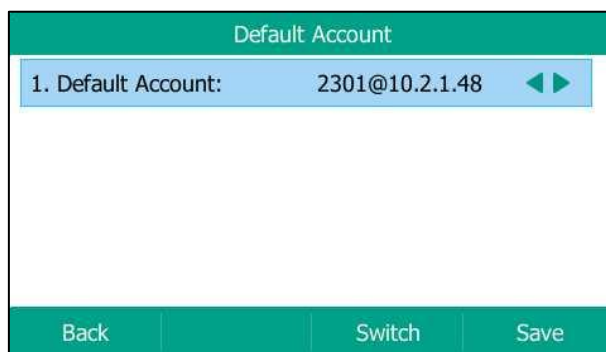 Default Account
1. Default Account: 2301@10.2.1.48
Back Switch Save